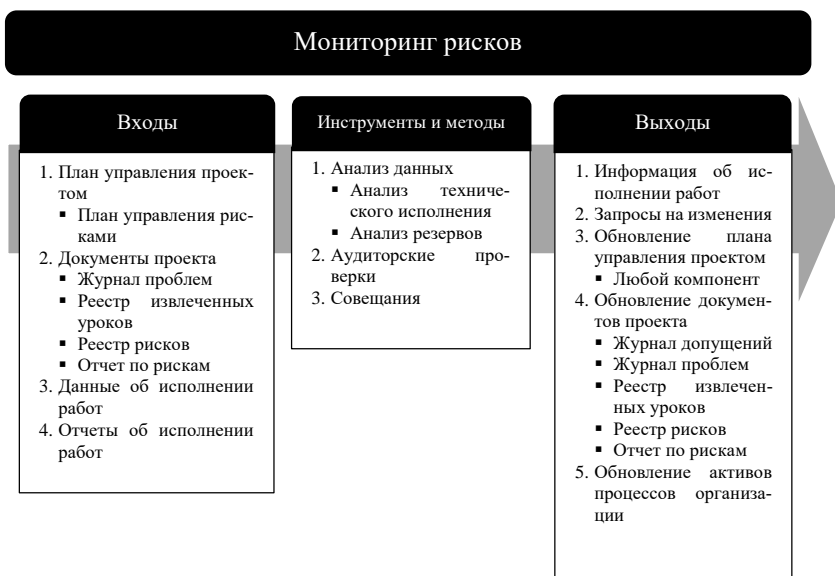 Мониторинг рисков
Входы
1. План управления проек-
том
▪ План управления рис-
ками
2. Документы проекта
▪ Журнал проблем
▪ Реестр извлеченных
уроков
▪ Реестр рисков
▪ Отчет по рискам
3. Данные об исполнении
работ
4. Отчеты об исполнении
работ
Инструменты и методы
1. Анализ данных
▪ Анализ техниче-
ского исполнения
▪ Анализ резервов
2. Аудиторские про-
верки
3. Совещания
Выходы
1. Информация об ис-
полнении работ
2. Запросы на изменения
3. Обновление плана
управления проектом
▪ Любой компонент
4. Обновление докумен-
тов проекта
▪ Журнал допущений
▪ Журнал проблем
▪ Реестр извлечен-
ных уроков
▪ Реестр рисков
▪ Отчет по рискам
5. Обновление активов
процессов организа-
ции